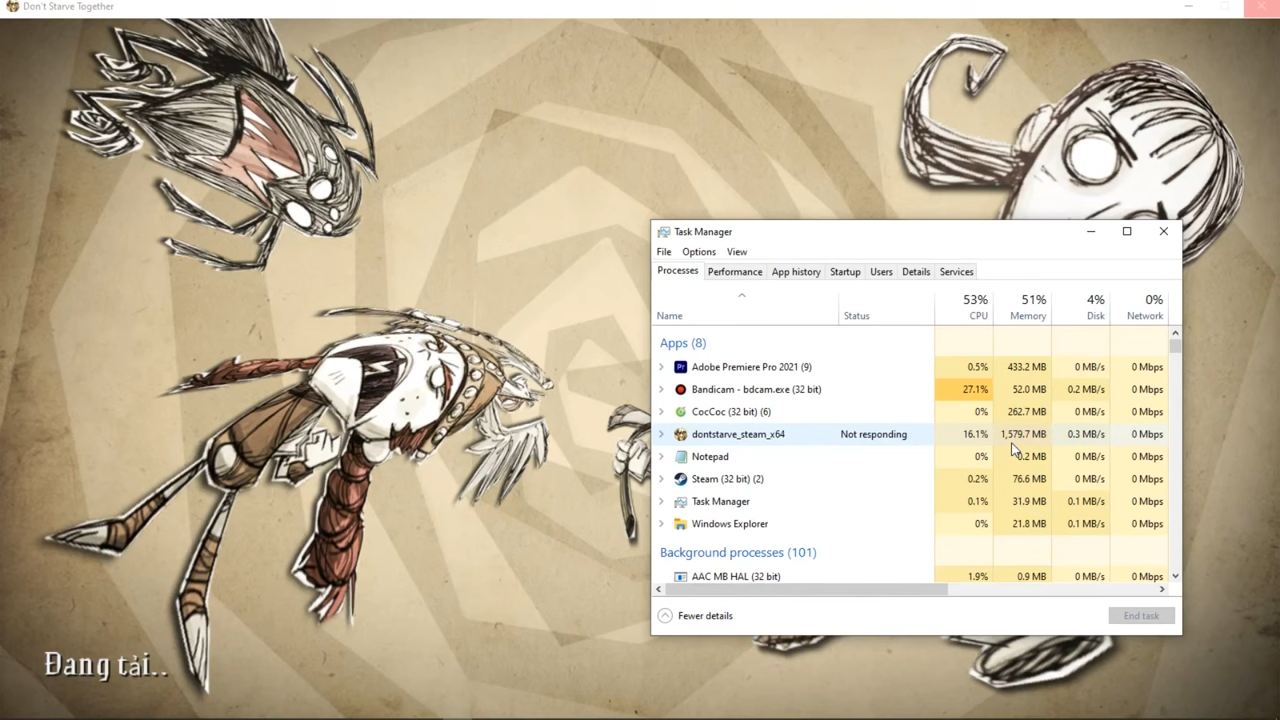 Don't Starve Together
Task Manager
File Options View
Processes Performance App history Startup Users Details Services
53% 51% 4% 0%
Name Status CPU Memory Disk Network
Apps (8)
Adobe Premiere Pro 2021 (9) 0.5% 433.2 MB 0 MB/s 0 Mbps
Bandicam - bdcam.exe (32 bit) 27.1% 52.0 MB 0.2 MB/s 0 Mbps
CocCoc (32 bit) (6) 0% 262.7 MB 0 MB/s 0 Mbps
dontstarve_steam_x64 Not responding 16.1% 1,579.7 MB 0.3 MB/s 0 Mbps
Notepad 0% 0.2 MB 0 MB/s 0 Mbps
Steam (32 bit) (2) 0.2% 76.6 MB 0 MB/s 0 Mbps
Task Manager 0.1% 31.9 MB 0.1 MB/s 0 Mbps
Windows Explorer 0% 21.8 MB 0.1 MB/s 0 Mbps
Background processes (101)
AAC MB HAL (32 bit) 1.9% 0.9 MB 0 MB/s 0 Mbps
Fewer details End task
Đang tải..